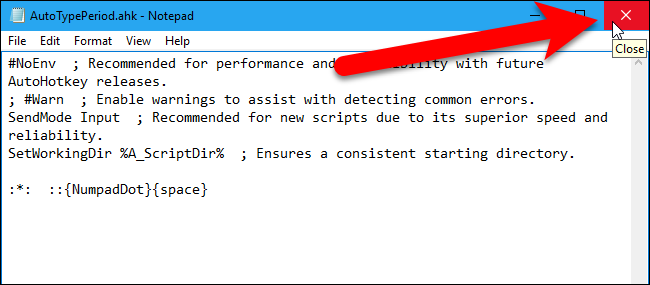 AutoTypePeriod.ahk - Notepad
File Edit Format View Help
Close
#NoEnv  ; Recommended for performance and with future
AutoHotkey releases.
; #Warn  ; Enable warnings to assist with detecting common errors.
SendMode Input  ; Recommended for new scripts due to its superior speed and
reliability.
SetWorkingDir %A_ScriptDir%  ; Ensures a consistent starting directory.
:*:  ::{NumpadDot}{space}